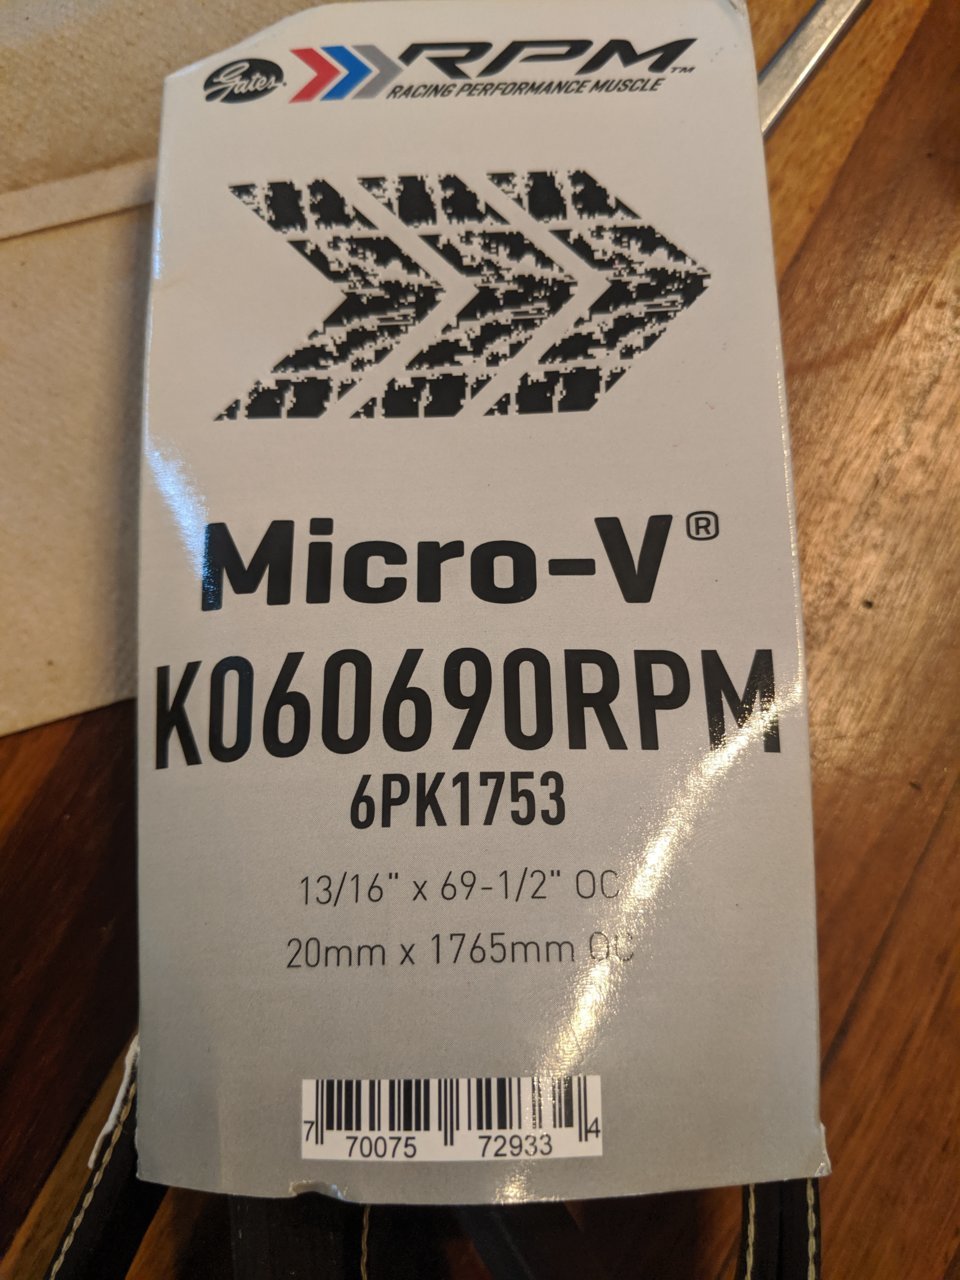 Gates RPM™
RACING PERFORMANCE MUSCLE
Micro-V®
K060690RPM
6PK1753
13/16" x 69-1/2" OC
20mm x 1765mm OC
7 70075 72933 4